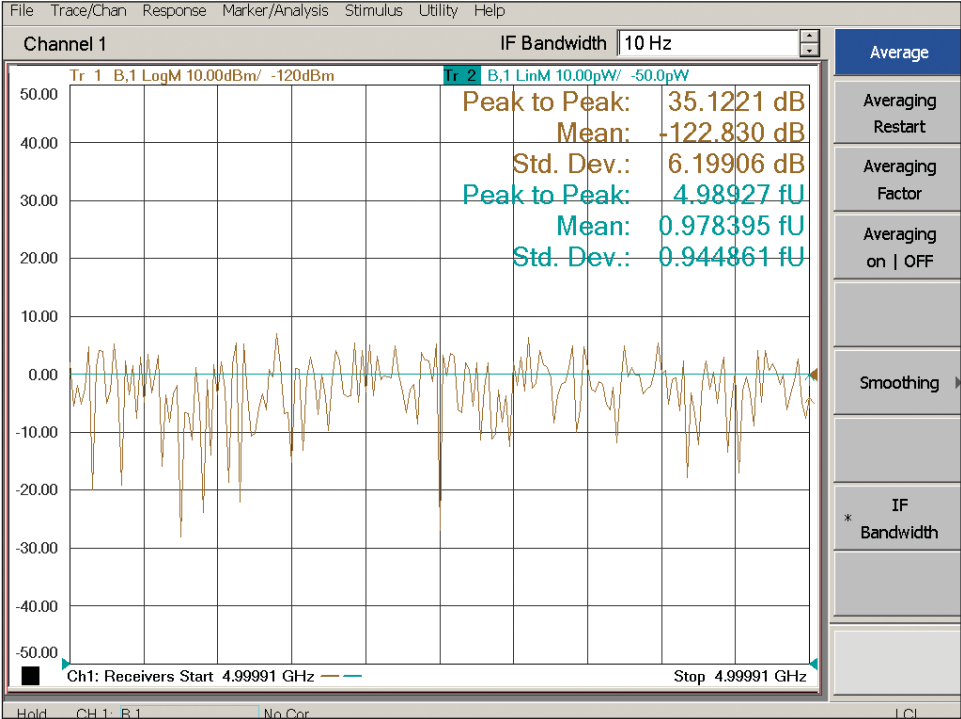 File Trace/Chan Response Marker/Analysis Stimulus Utility Help
Channel 1 IF Bandwidth 10 Hz
Tr 1 B,1 LogM 10.00dBm/ -120dBm Tr 2 B,1 LinM 10.00pW/ -50.0pW
Peak to Peak: 35.1221 dB
Mean: -122.830 dB
Std. Dev.: 6.19906 dB
Peak to Peak: 4.98927 fU
Mean: 0.978395 fU
Std. Dev.: 0.944861 fU
50.00
40.00
30.00
20.00
10.00
0.00
-10.00
-20.00
-30.00
-40.00
-50.00
Ch1: Receivers Start 4.99991 GHz Stop 4.99991 GHz
Average
Averaging
Restart
Averaging
Factor
Averaging
on | OFF
Smoothing
* IF
Bandwidth
Hold CH 1: B,1 No Cor LCL